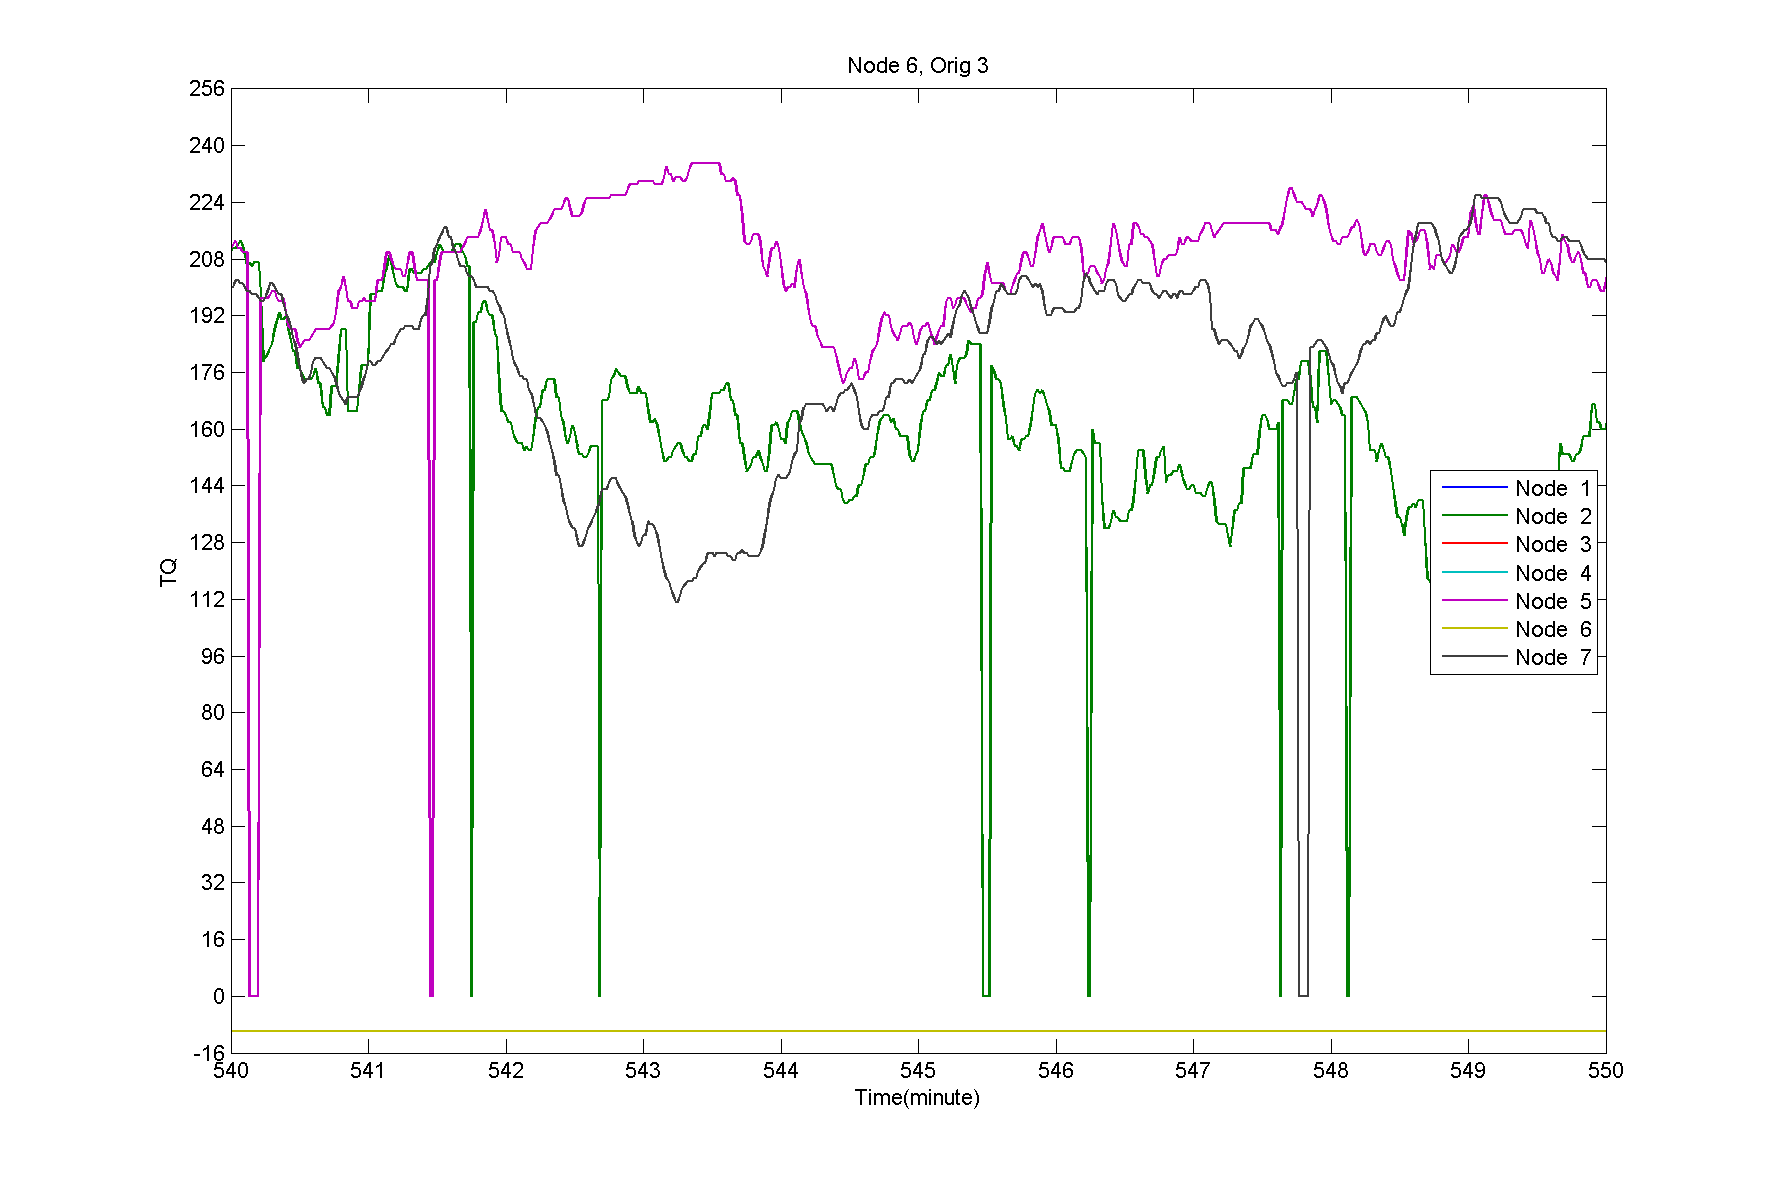 Node 6, Orig 3
256
240
224
208
192
176
160
144
128
112
96
80
64
48
32
16
0
-16
TQ
Node 1
Node 2
Node 3
Node 4
Node 5
Node 6
Node 7
540 541 542 543 544 545 546 547 548 549 550
Time(minute)